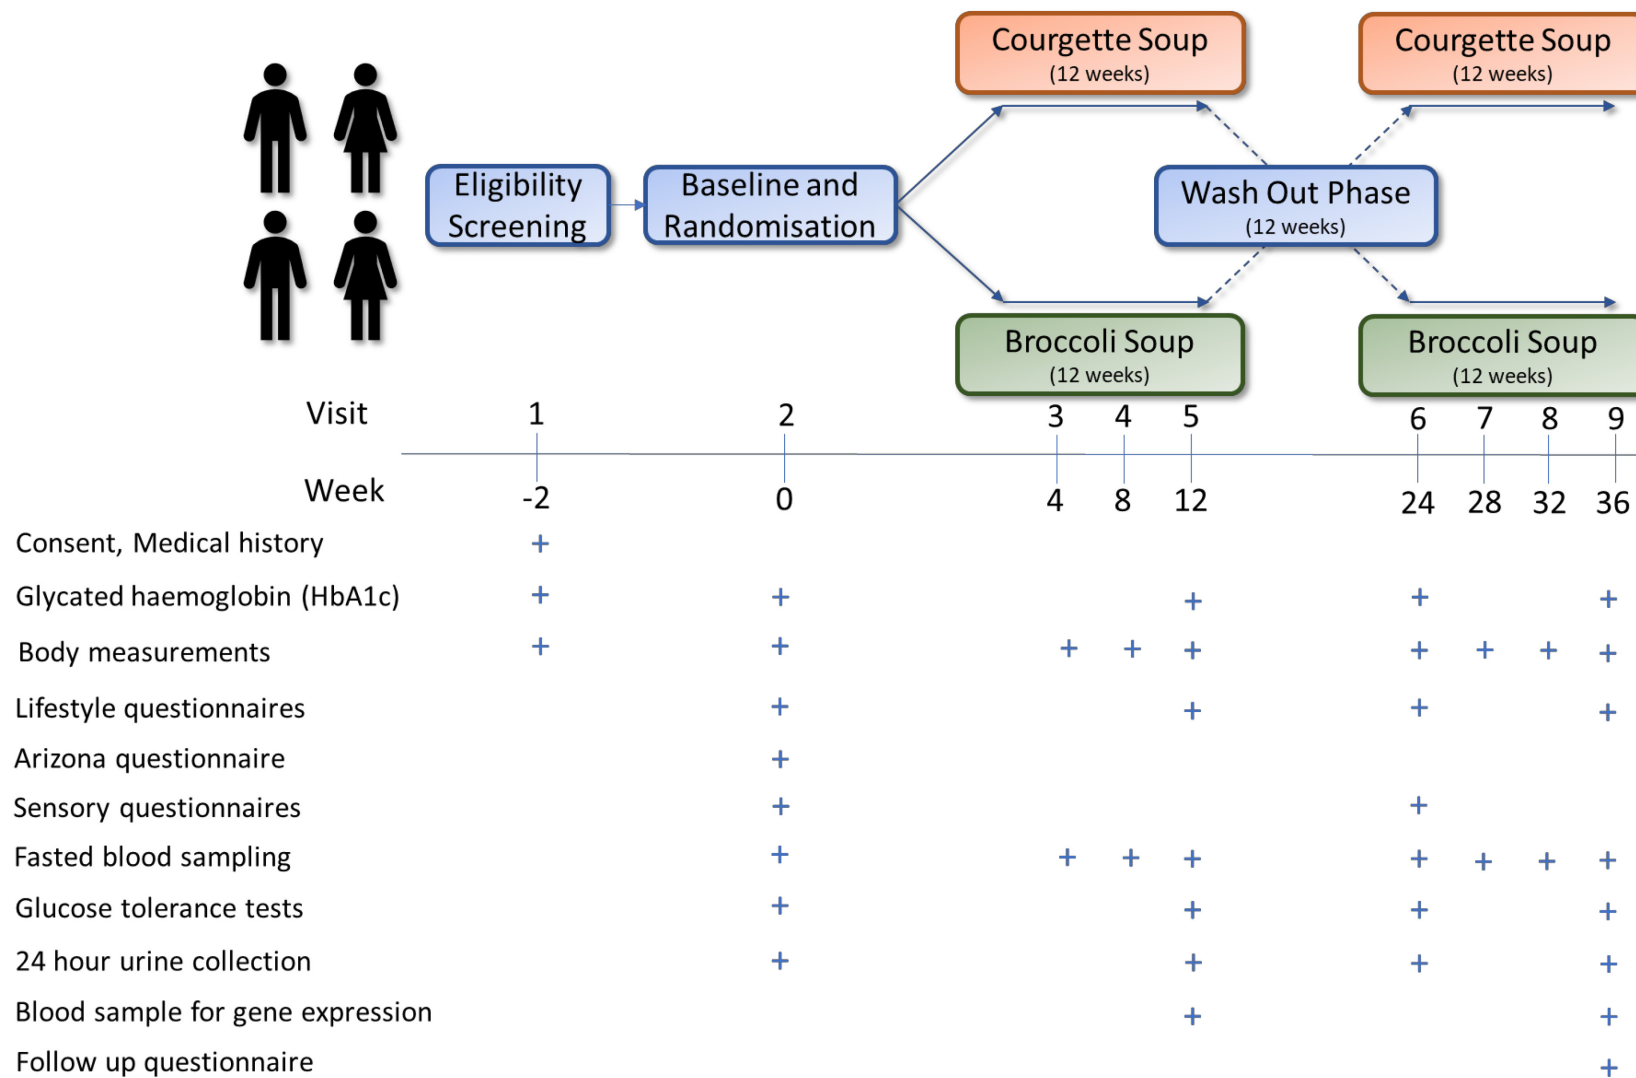 Courgette Soup
(12 weeks)
Courgette Soup
(12 weeks)
Eligibility
Screening
Baseline and
Randomisation
Wash Out Phase
(12 weeks)
Broccoli Soup
(12 weeks)
Broccoli Soup
(12 weeks)
Visit 1 2 3 4 5 6 7 8 9
Week -2 0 4 8 12 24 28 32 36
Consent, Medical history +
Glycated haemoglobin (HbA1c) + + + + +
Body measurements + + + + + + + + +
Lifestyle questionnaires + + + +
Arizona questionnaire +
Sensory questionnaires + +
Fasted blood sampling + + + + + + + +
Glucose tolerance tests + + + +
24 hour urine collection + + + +
Blood sample for gene expression + +
Follow up questionnaire +